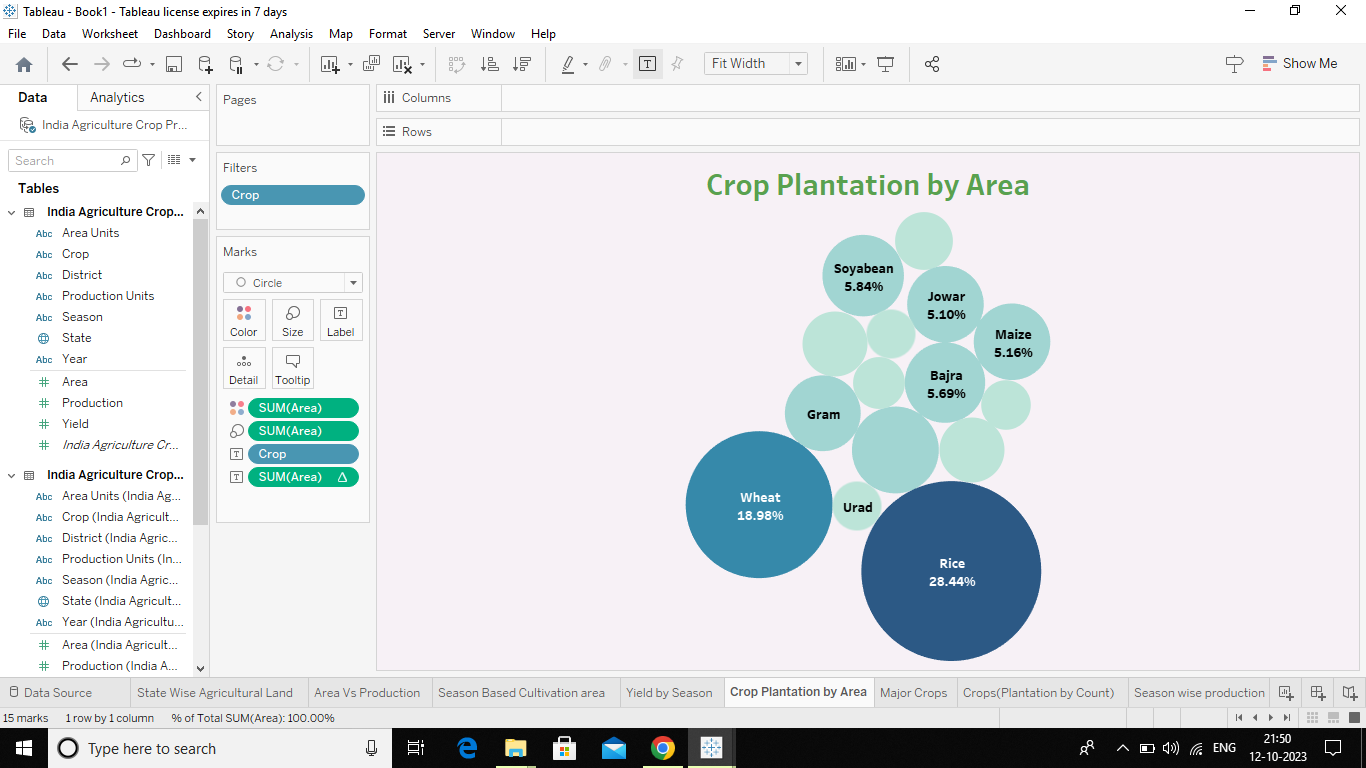 Tableau - Book1 - Tableau license expires in 7 days
File Data Worksheet Dashboard Story Analysis Map Format Server Window Help
Fit Width
Show Me
Data Analytics
India Agriculture Crop Pr...
Search
Tables
India Agriculture Crop...
Abc Area Units
Abc Crop
Abc District
Abc Production Units
Abc Season
State
Abc Year
Area
Production
Yield
India Agriculture Cr...
India Agriculture Crop...
Abc Area Units (India Ag...
Abc Crop (India Agricult...
Abc District (India Agric...
Abc Production Units (In...
Abc Season (India Agric...
State (India Agricult...
Abc Year (India Agricultu...
Area (India Agricult...
Production (India A...
Pages
Filters
Crop
Marks
Circle
Color Size Label
Detail Tooltip
SUM(Area)
SUM(Area)
Crop
SUM(Area)
Columns
Rows
Crop Plantation by Area
Soyabean
5.84%
Jowar
5.10%
Maize
5.16%
Bajra
5.69%
Gram
Wheat
18.98%
Urad
Rice
28.44%
Data Source State Wise Agricultural Land Area Vs Production Season Based Cultivation area Yield by Season Crop Plantation by Area Major Crops Crops(Plantation by Count) Season wise production
15 marks 1 row by 1 column % of Total SUM(Area): 100.00%
Type here to search
ENG
21:50
12-10-2023